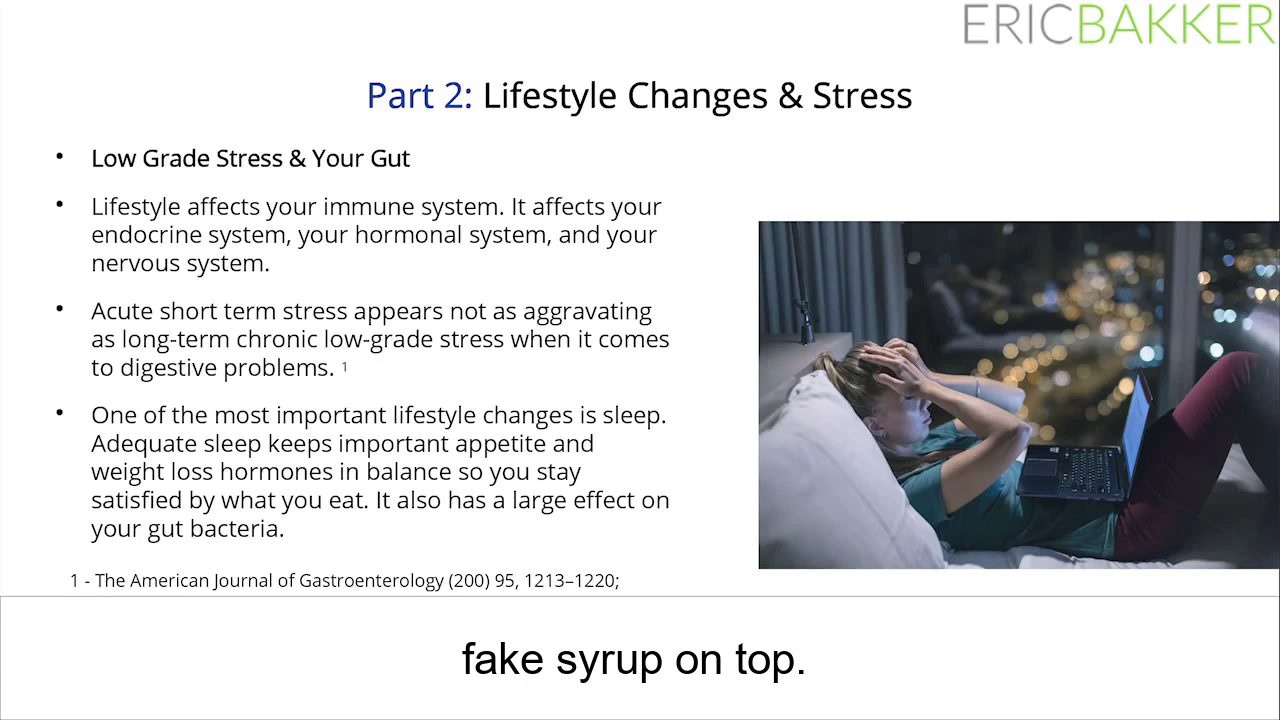 ERICBAKKER
Part 2: Lifestyle Changes & Stress
• Low Grade Stress & Your Gut
• Lifestyle affects your immune system. It affects your
endocrine system, your hormonal system, and your
nervous system.
• Acute short term stress appears not as aggravating
as long-term chronic low-grade stress when it comes
to digestive problems. 1
• One of the most important lifestyle changes is sleep.
Adequate sleep keeps important appetite and
weight loss hormones in balance so you stay
satisfied by what you eat. It also has a large effect on
your gut bacteria.
1 - The American Journal of Gastroenterology (200) 95, 1213–1220;
fake syrup on top.